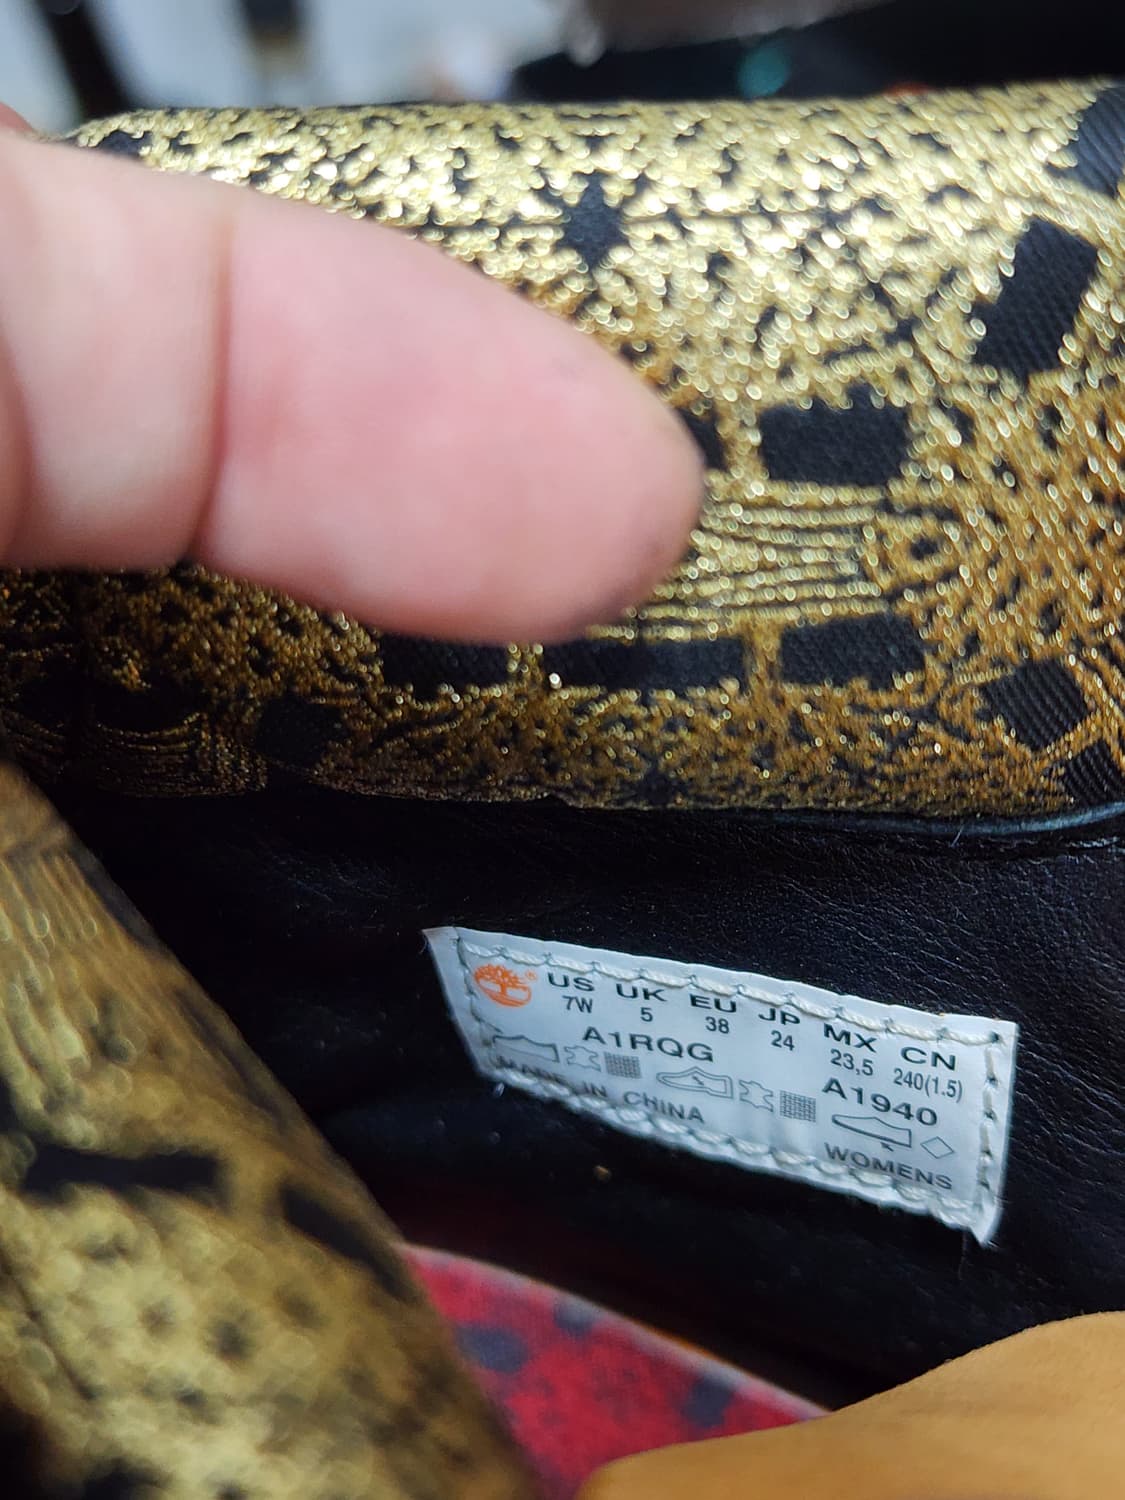 US UK EU JP MX CN
7W 5 38 24 23,5 240(1.5)
A1RQG A1940
MADE IN CHINA WOMENS